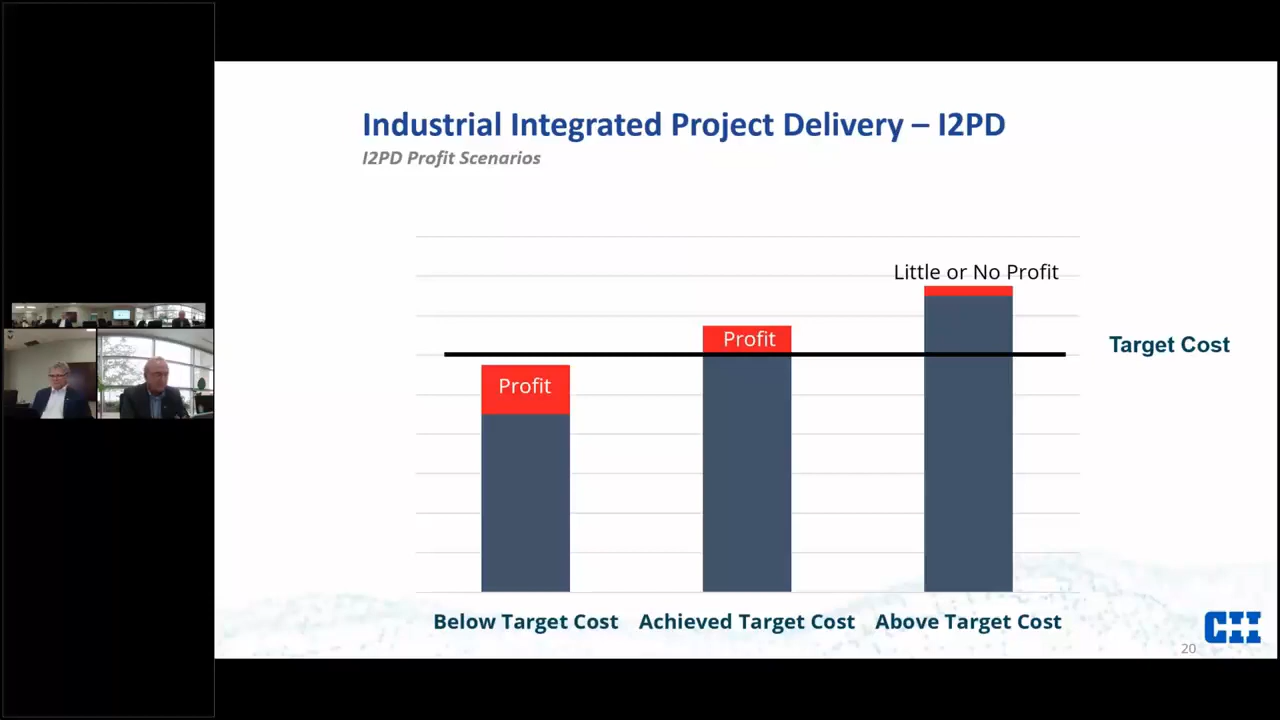 Industrial Integrated Project Delivery – I2PD
I2PD Profit Scenarios
Little or No Profit
Profit
Target Cost
Profit
Below Target Cost
Achieved Target Cost
Above Target Cost
CII
20